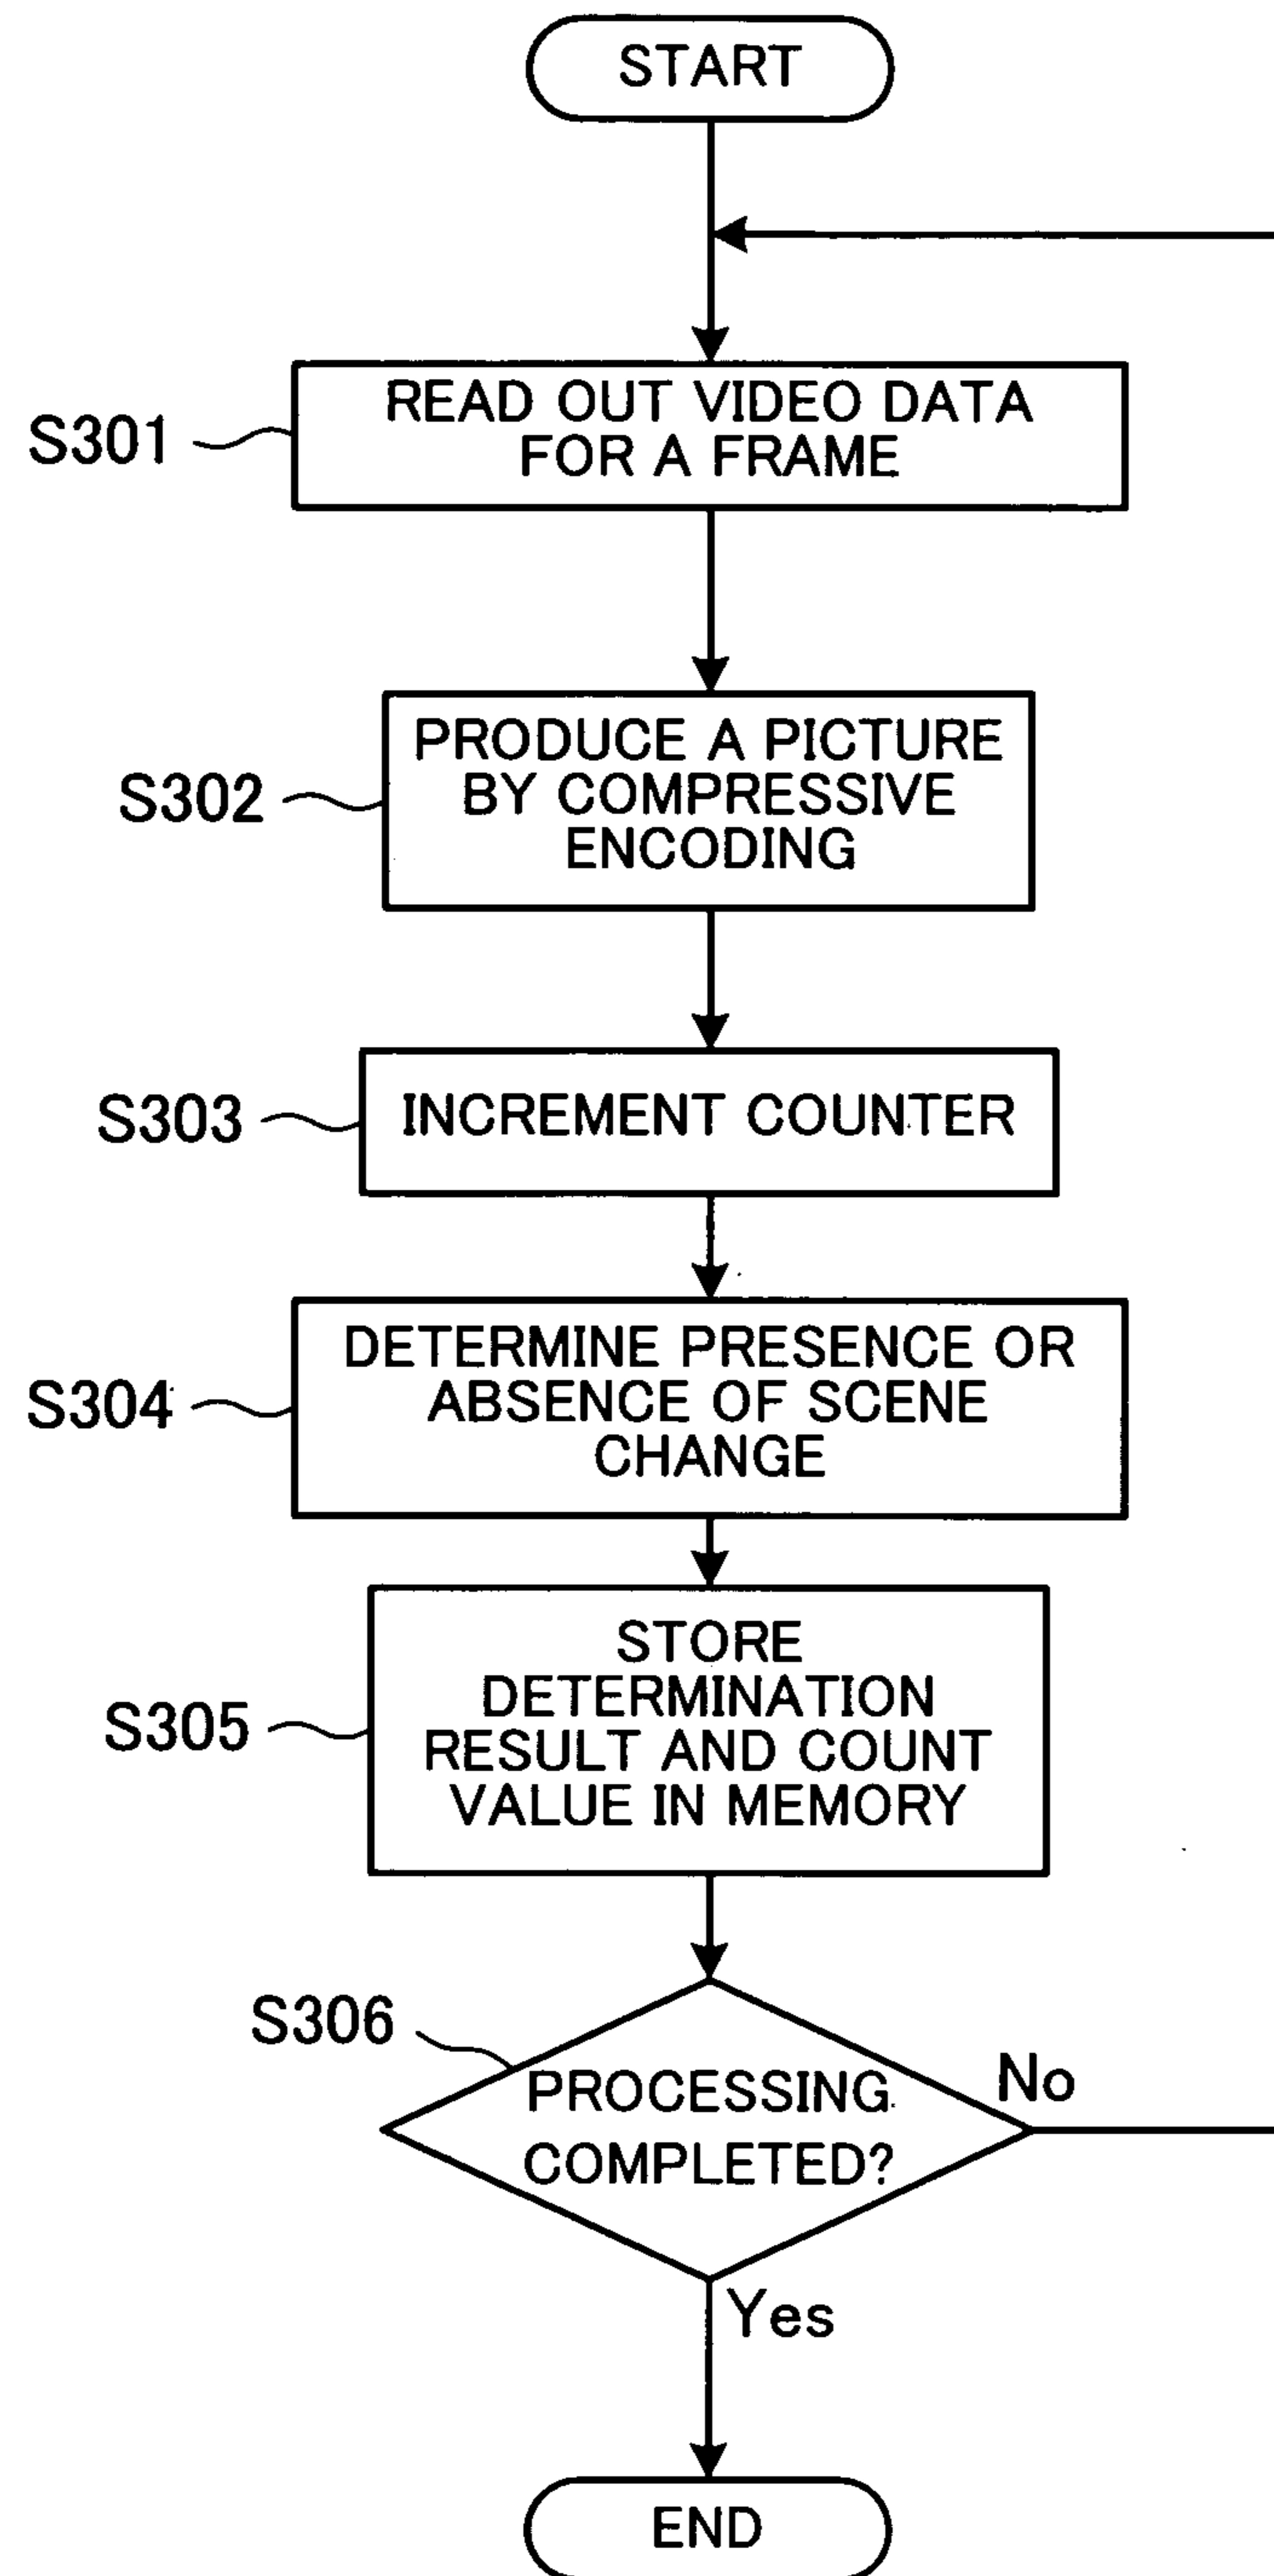 START
S301
READ OUT VIDEO DATA
FOR A FRAME
S302
PRODUCE A PICTURE
BY COMPRESSIVE
ENCODING
S303
INCREMENT COUNTER
S304
DETERMINE PRESENCE OR
ABSENCE OF SCENE
CHANGE
S305
STORE
DETERMINATION
RESULT AND COUNT
VALUE IN MEMORY
S306
PROCESSING
COMPLETED?
No
Yes
END